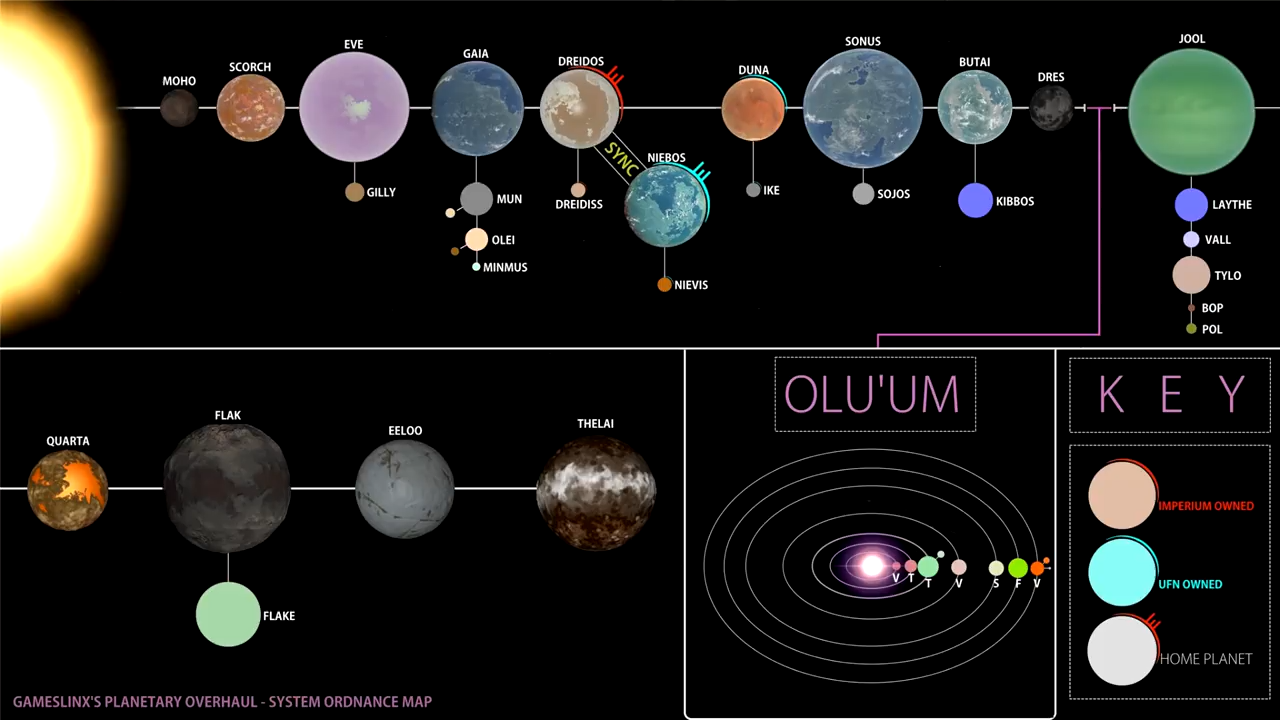 MOHO
SCORCH
EVE
GAIA
DREIDOS
DUNA
SONUS
BUTAI
DRES
JOOL
SYNC
NIEBOS
GILLY
MUN
DREIDISS
IKE
SOJOS
KIBBOS
LAYTHE
OLEI
VALL
MINMUS
TYLO
NIEVIS
BOP
POL
QUARTA
FLAK
EELOO
THELAI
FLAKE
OLU'UM
V T T V S F V
K E Y
IMPERIUM OWNED
UFN OWNED
HOME PLANET
GAMESLINX'S PLANETARY OVERHAUL - SYSTEM ORDNANCE MAP